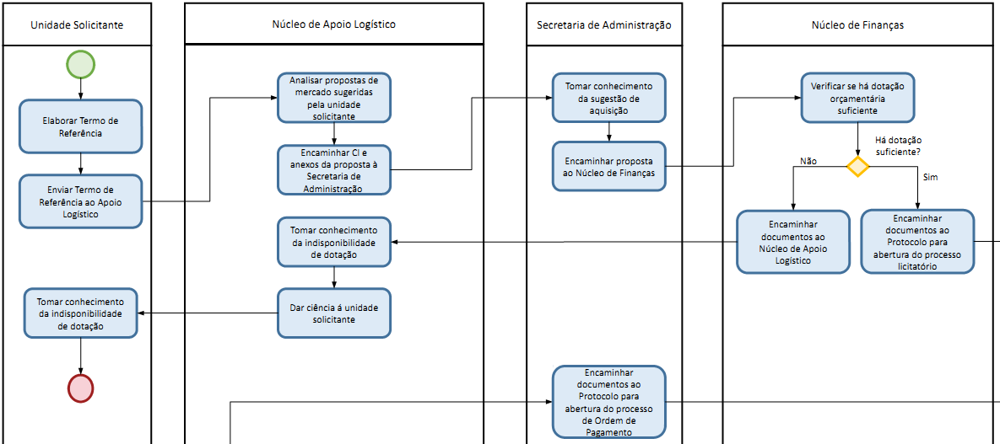 Unidade Solicitante
Núcleo de Apoio Logístico
Secretaria de Administração
Núcleo de Finanças
Elaborar Termo de
Referência
Enviar Termo de
Referência ao Apoio
Logístico
Analisar propostas de
mercado sugeridas
pela unidade
solicitante
Encaminhar CI e
anexos da proposta à
Secretaria de
Administração
Tomar conhecimento
da sugestão de
aquisição
Encaminhar proposta
ao Núcleo de Finanças
Verificar se há dotação
orçamentária
suficiente
Há dotação
suficiente?
Não
Sim
Encaminhar
documentos ao
Núcleo de Apoio
Logístico
Encaminhar
documentos ao
Protocolo para
abertura do processo
licitatório
Tomar conhecimento
da indisponibilidade
de dotação
Dar ciência á unidade
solicitante
Tomar conhecimento
da indisponibilidade
de dotação
Encaminhar
documentos ao
Protocolo para
abertura do processo
de Ordem de
Pagamento